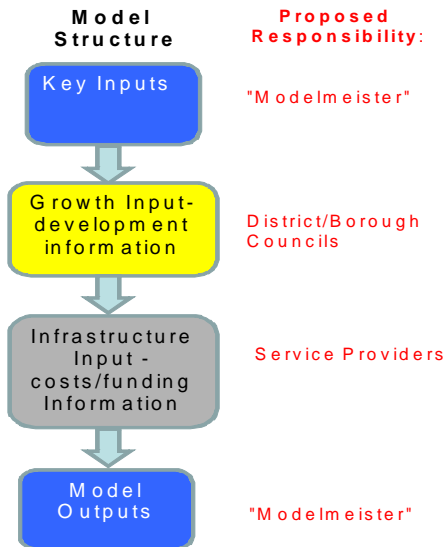 Model
Structure
Proposed
Responsibility:
Key Inputs
"Modelmeister"
Growth Input-
development
information
District/Borough
Councils
Infrastructure
Input -
costs/funding
Information
Service Providers
Model
Outputs
"Modelmeister"